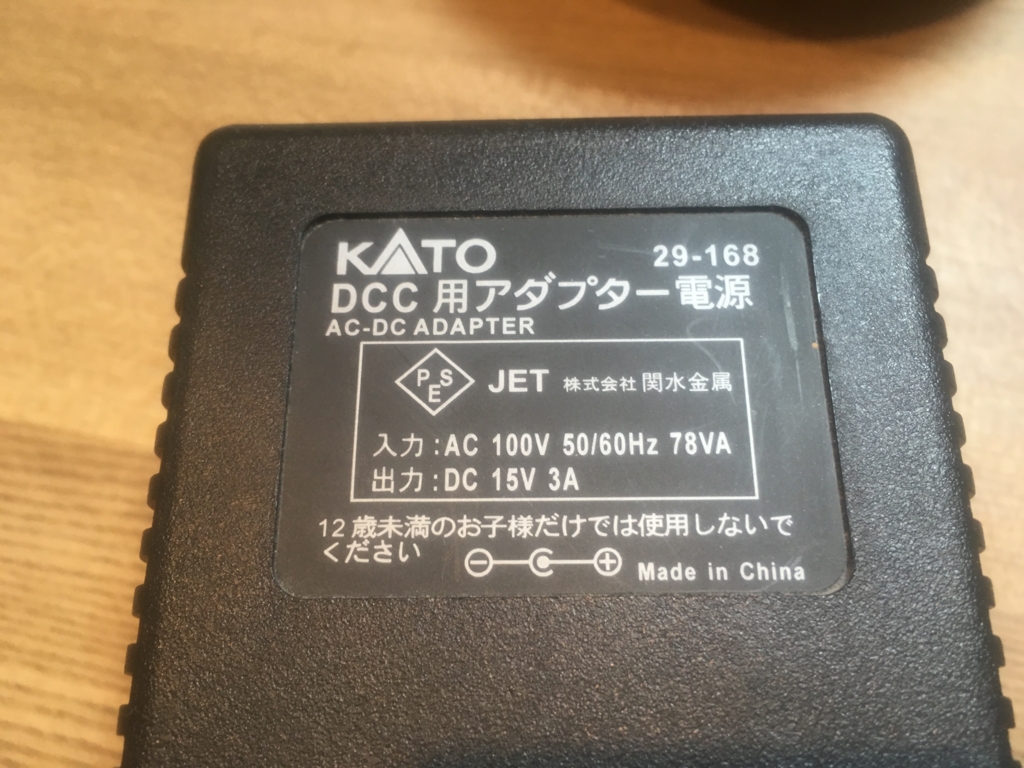 KATO 29-168
DCC 用アダプター電源
AC-DC ADAPTER
PSE JET 株式会社 関水金属
入力:AC 100V 50/60Hz 78VA
出力:DC 15V 3A
12 歳未満のお子様だけでは使用しないで
ください
Made in China